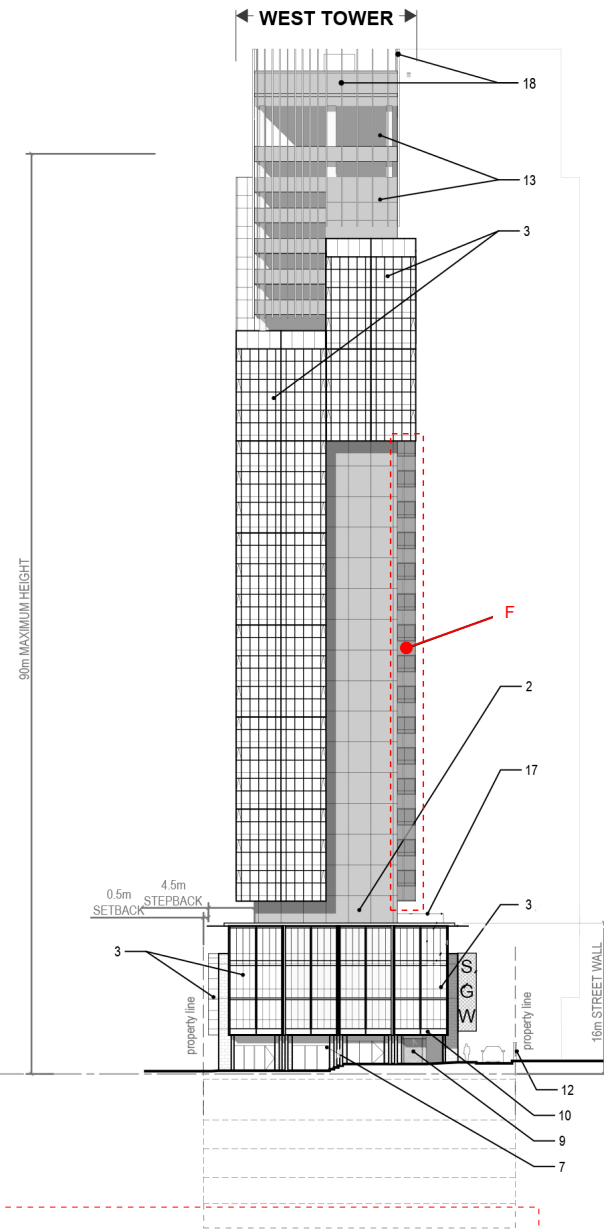 WEST TOWER
18
13
3
90m MAXIMUM HEIGHT
F
2
17
4.5m
STEPBACK
0.5m
SETBACK
3
3
S,
G
W
property line
property line
16m STREET WALL
12
10
9
7